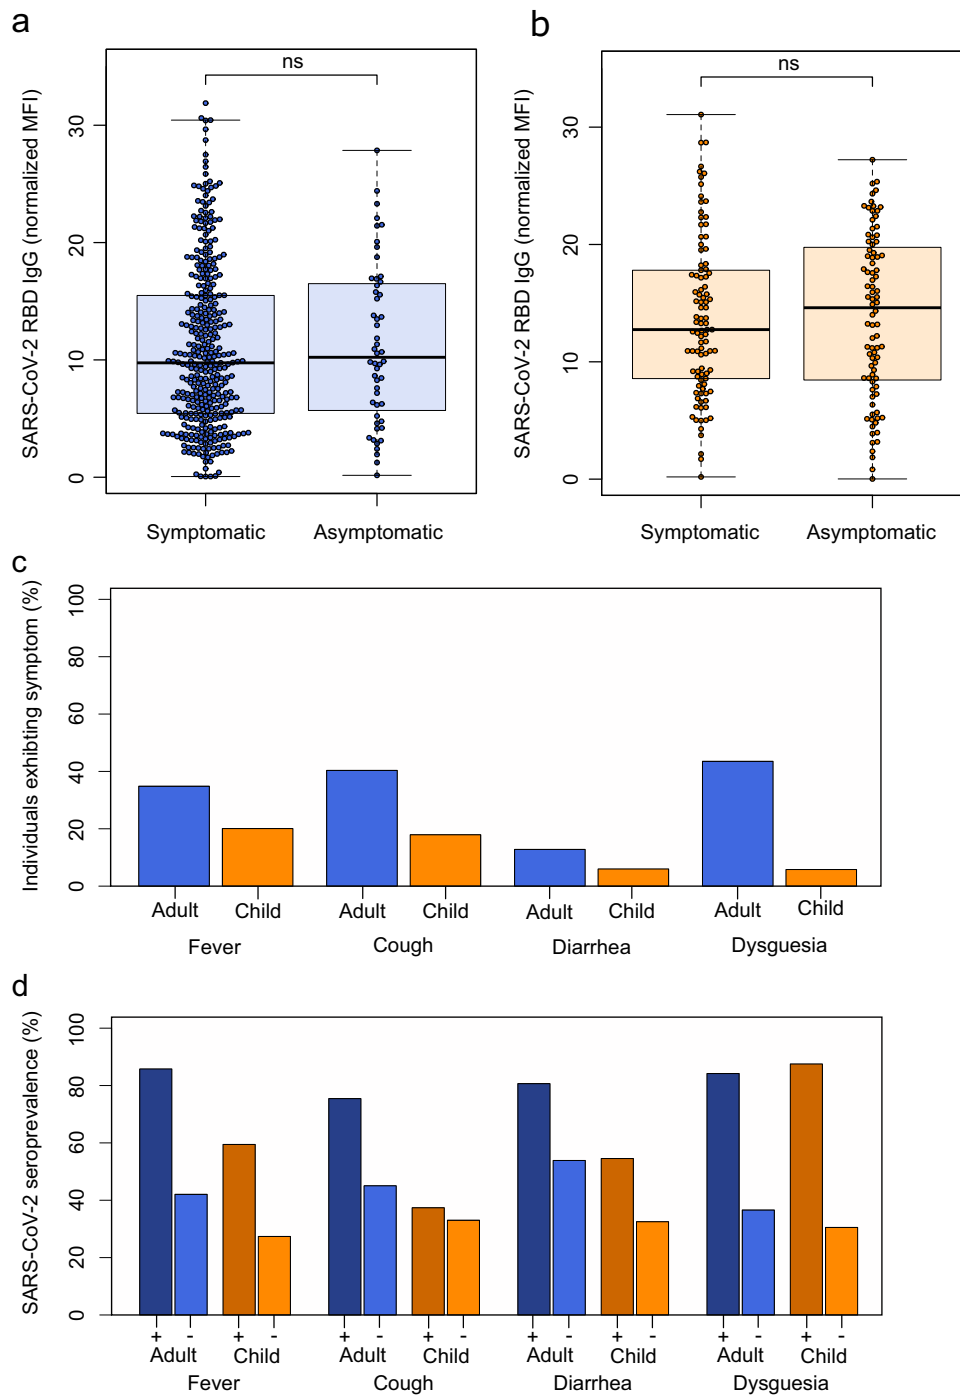 a
b
ns
ns
SARS-CoV-2 RBD IgG (normalized MFI)
0
10
20
30
Symptomatic
Asymptomatic
SARS-CoV-2 RBD IgG (normalized MFI)
0
10
20
30
Symptomatic
Asymptomatic
c
Individuals exhibting symptom (%)
0
20
40
60
80
100
Adult Child Adult Child Adult Child Adult Child
Fever Cough Diarrhea Dysguesia
d
SARS-CoV-2 seroprevalence (%)
0
20
40
60
80
100
+ - + - + - + - + - + - + - + -
Adult Child Adult Child Adult Child Adult Child
Fever Cough Diarrhea Dysguesia